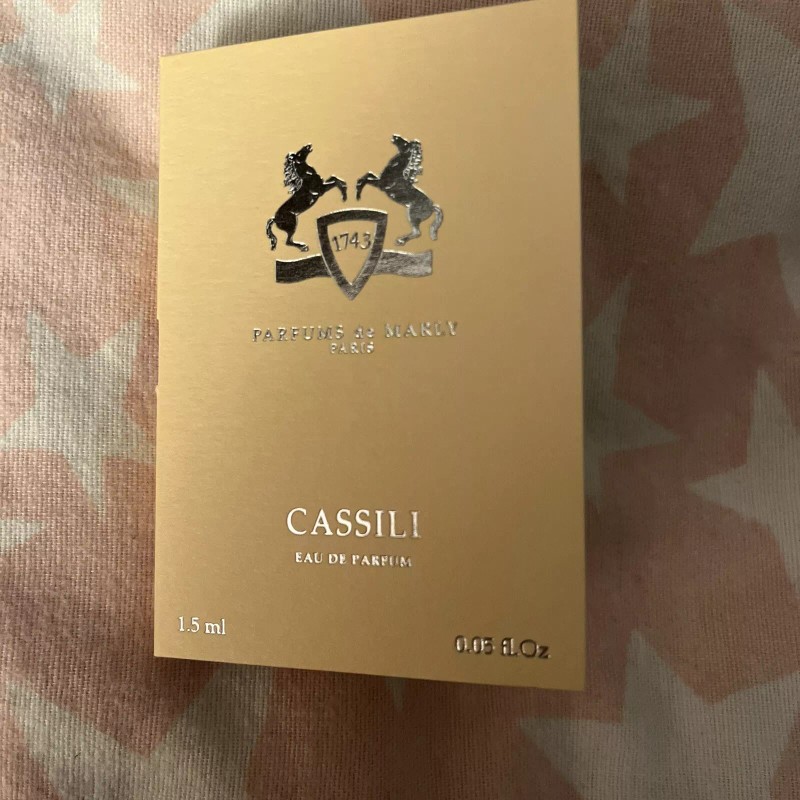 1743
PARFUMS de MARLY
PARIS
CASSILI
EAU DE PARFUM
1.5 ml
0.05 fl.Oz